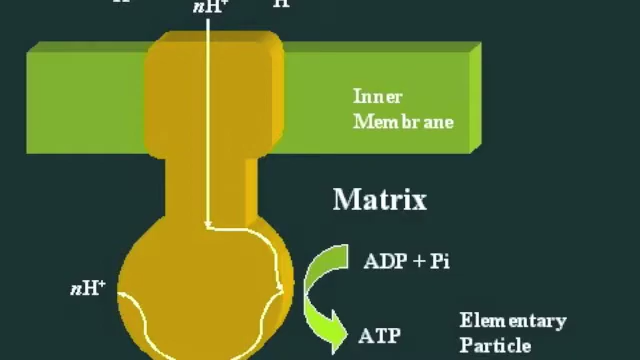 H
nH⁺
H
Inner
Membrane
Matrix
ADP + Pi
nH⁺
ATP
Elementary
Particle